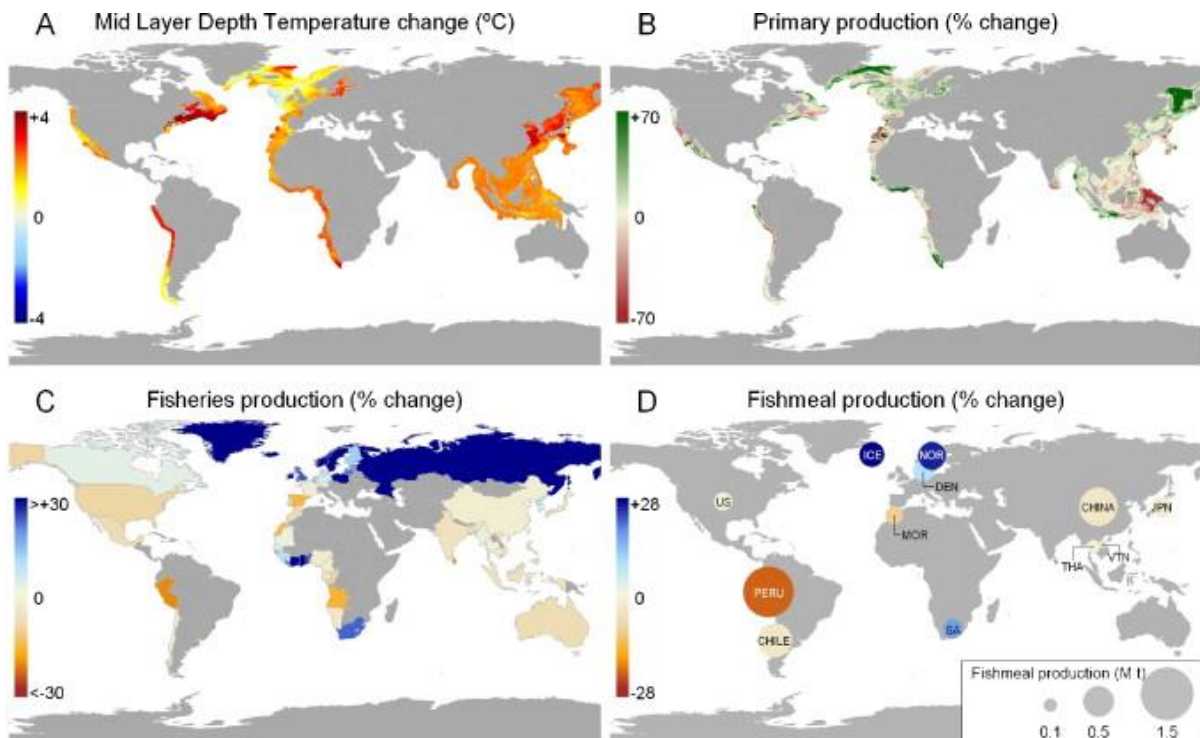 A Mid Layer Depth Temperature change (ºC)
+4
0
-4
B Primary production (% change)
+70
0
-70
C Fisheries production (% change)
>+30
0
<-30
D Fishmeal production (% change)
+28
0
-28
ICE
NOR
DEN
US
MOR
CHINA
JPN
THA
VTN
PERU
CHILE
SA
Fishmeal production (M t)
0.1 0.5 1.5